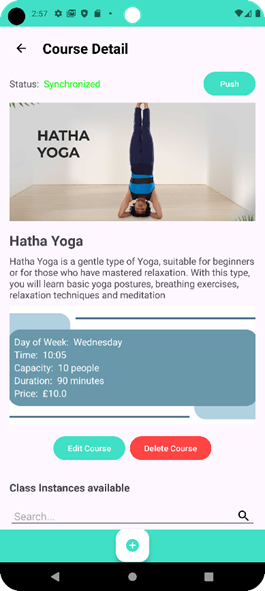 2:57
Course Detail
Status: Synchronized
Push
HATHA
YOGA
Hatha Yoga
Hatha Yoga is a gentle type of Yoga, suitable for beginners
or for those who have mastered relaxation. With this type,
you will learn basic yoga postures, breathing exercises,
relaxation techniques and meditation
Day of Week: Wednesday
Time: 10:05
Capacity: 10 people
Duration: 90 minutes
Price: £10.0
Edit Course
Delete Course
Class Instances available
Search...